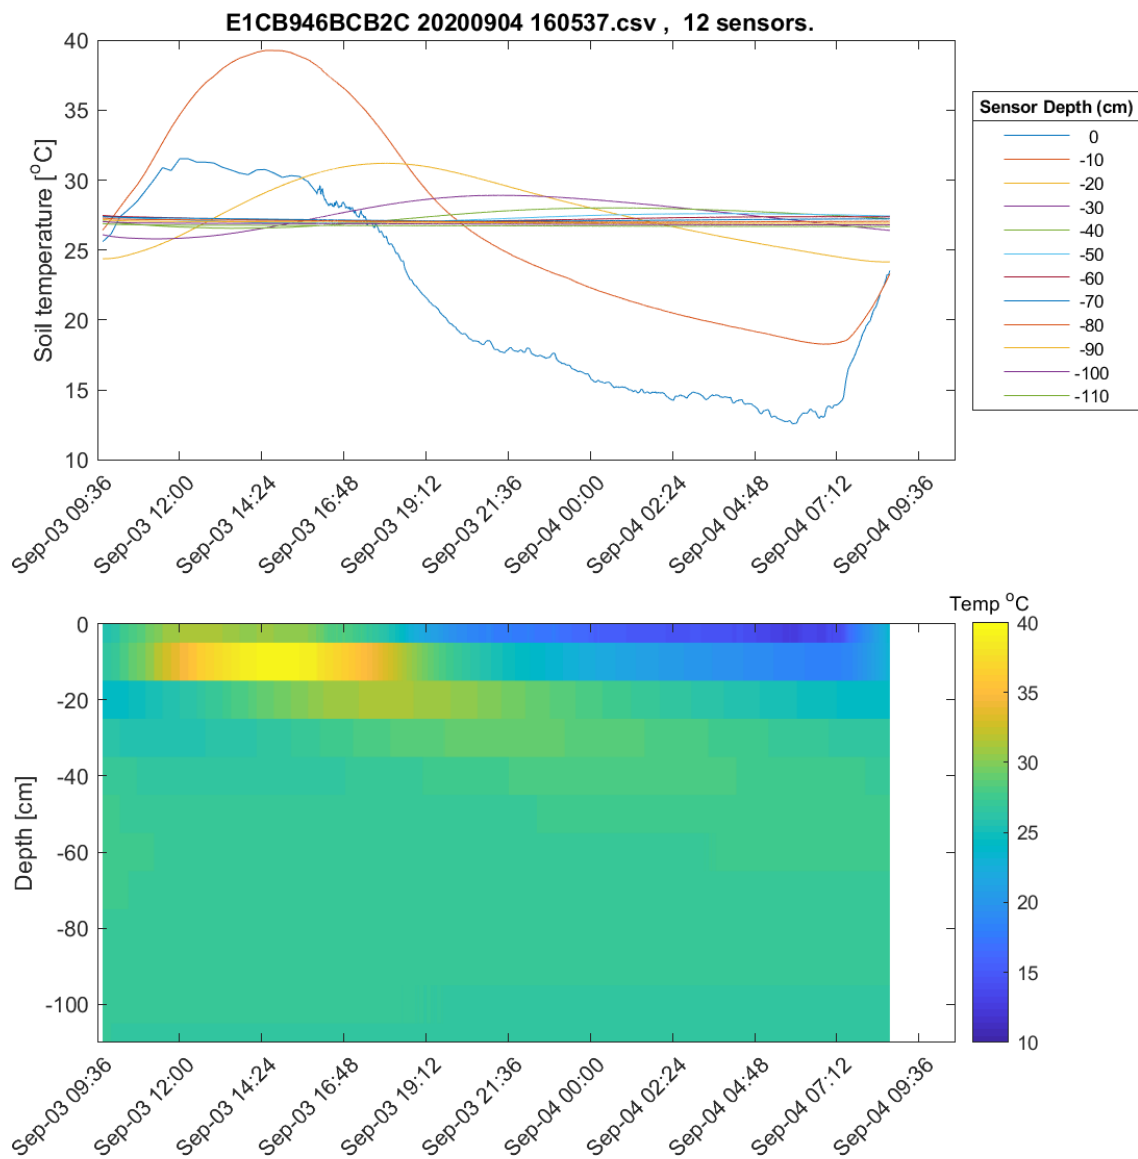 E1CB946BCB2C 20200904 160537.csv ,  12 sensors.
Soil temperature [°C]
40
35
30
25
20
15
10
Sep-03 09:36
Sep-03 12:00
Sep-03 14:24
Sep-03 16:48
Sep-03 19:12
Sep-03 21:36
Sep-04 00:00
Sep-04 02:24
Sep-04 04:48
Sep-04 07:12
Sep-04 09:36
Sensor Depth (cm)
0
-10
-20
-30
-40
-50
-60
-70
-80
-90
-100
-110
Depth [cm]
0
-20
-40
-60
-80
-100
Sep-03 09:36
Sep-03 12:00
Sep-03 14:24
Sep-03 16:48
Sep-03 19:12
Sep-03 21:36
Sep-04 00:00
Sep-04 02:24
Sep-04 04:48
Sep-04 07:12
Sep-04 09:36
Temp °C
40
35
30
25
20
15
10